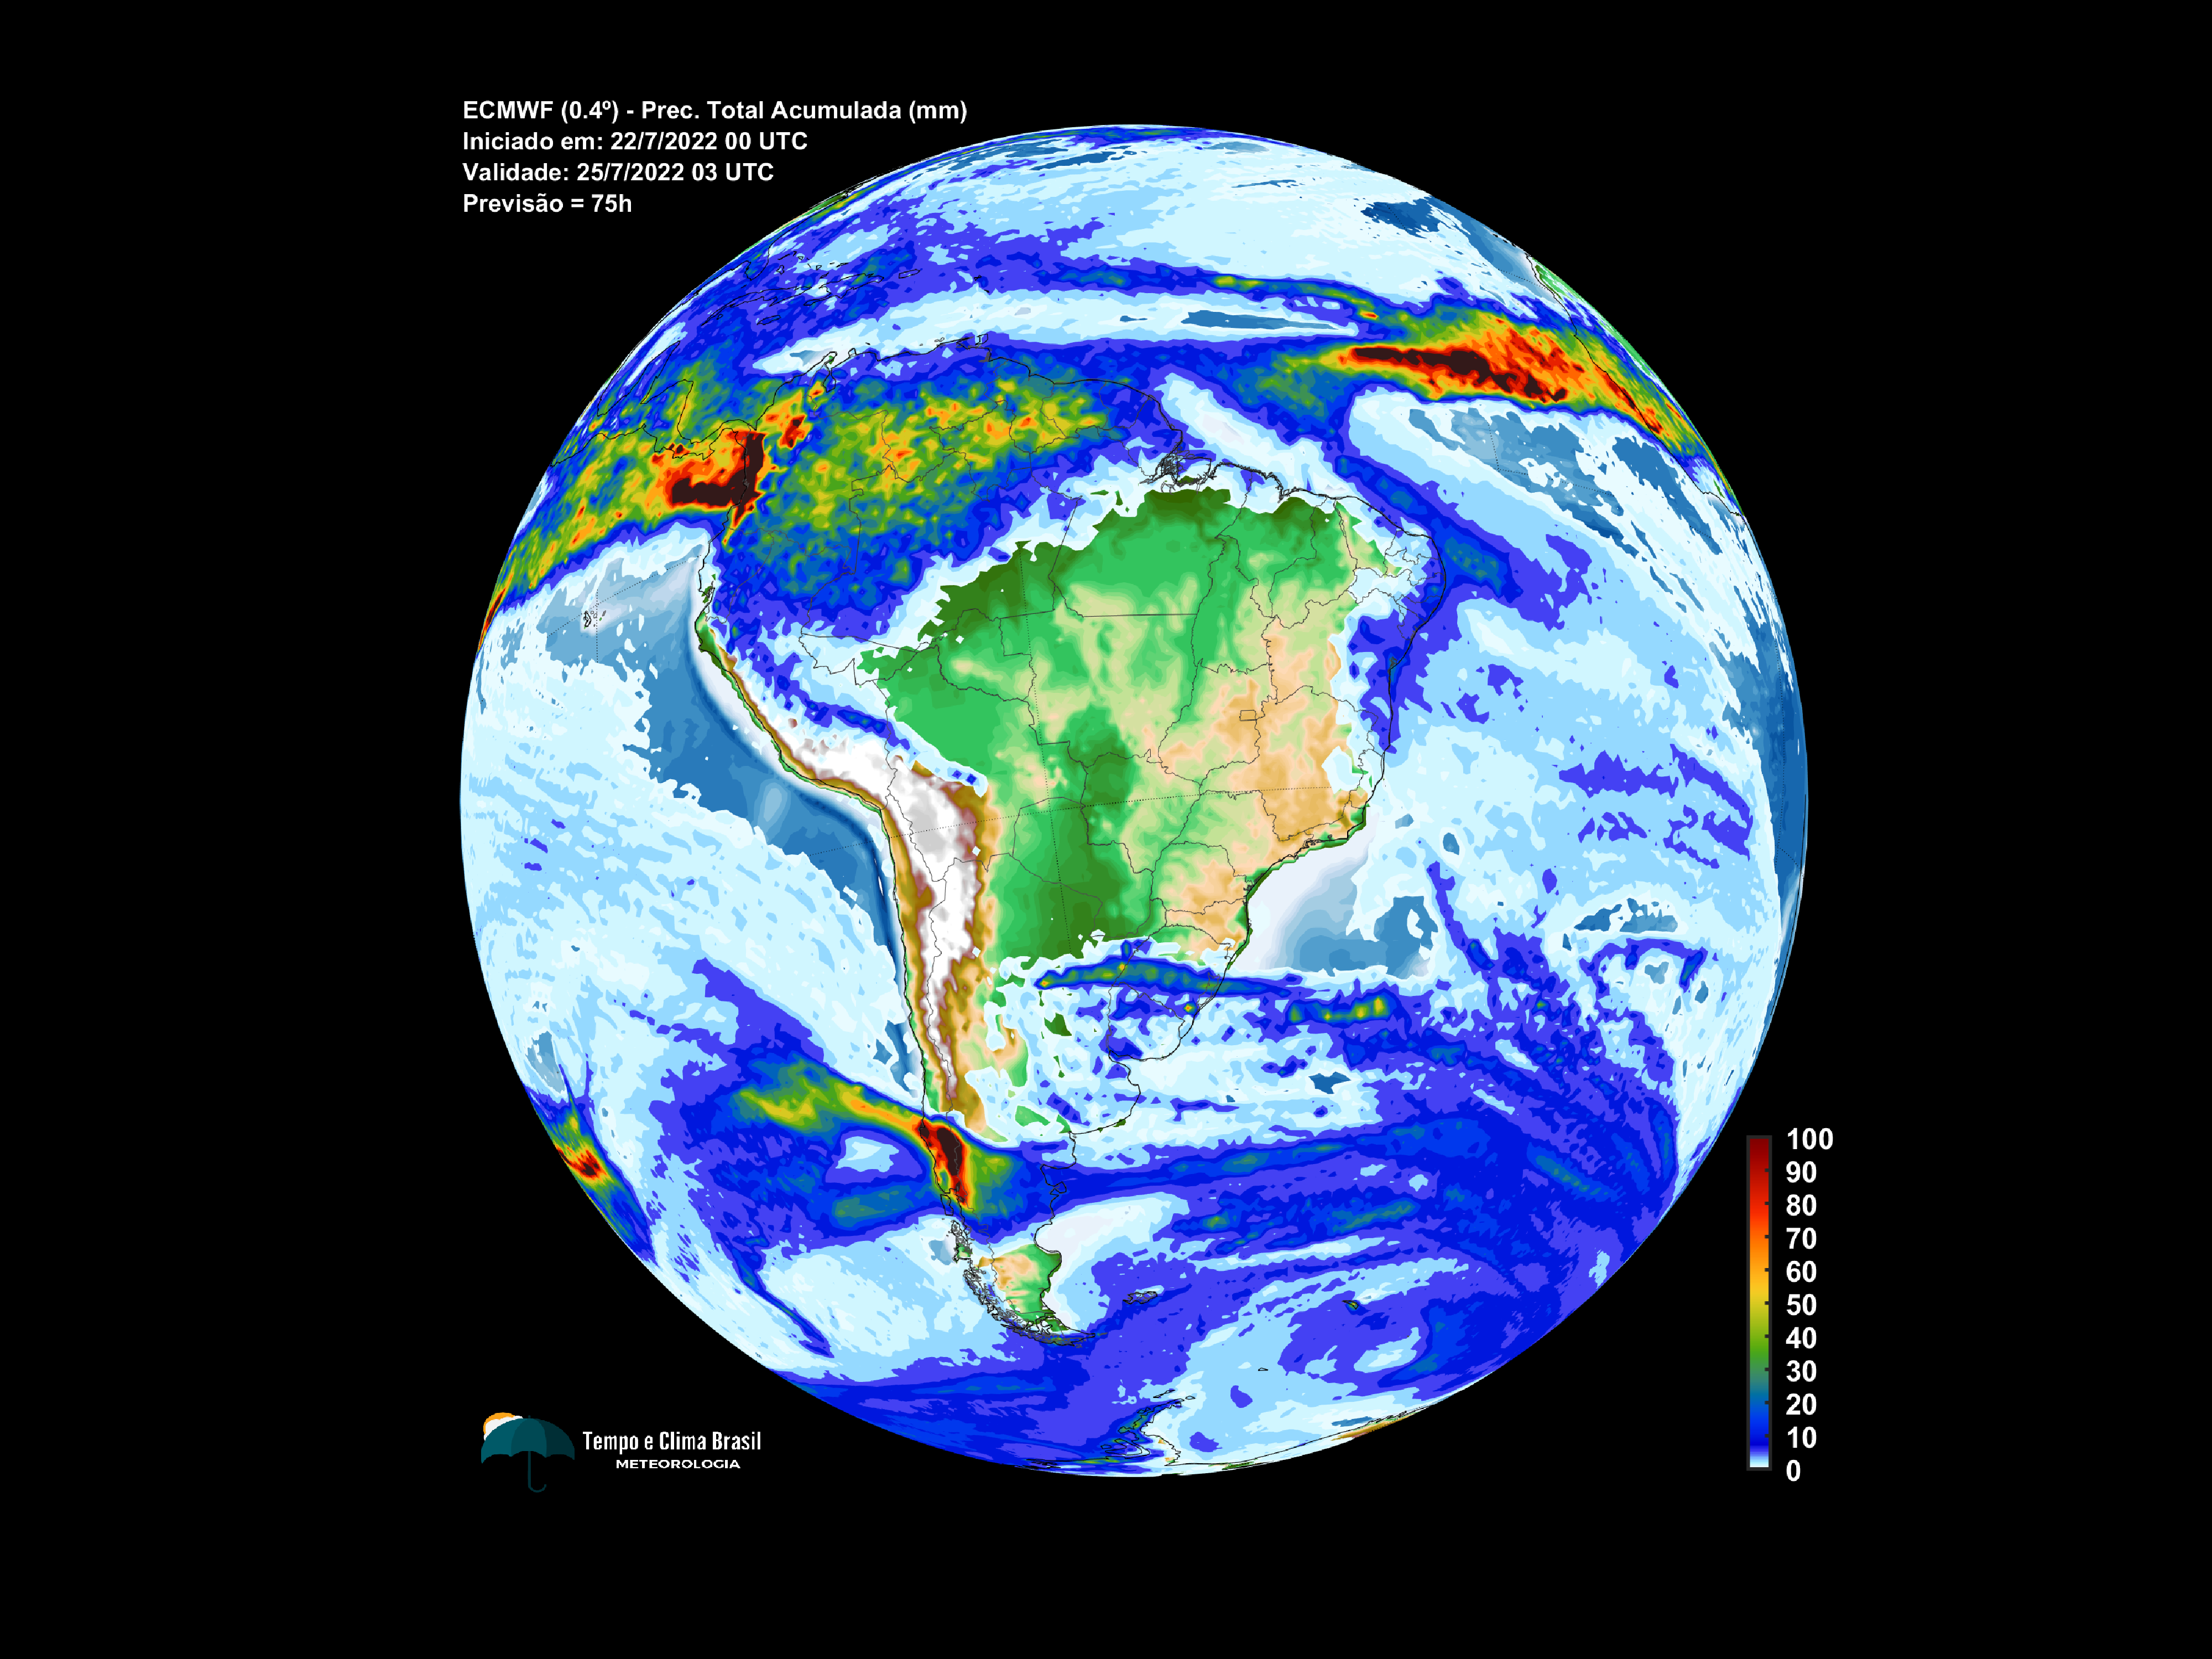 ECMWF (0.4º) - Prec. Total Acumulada (mm)
Iniciado em: 22/7/2022 00 UTC
Validade: 25/7/2022 03 UTC
Previsão = 75h
100
90
80
70
60
50
40
30
20
10
0
Tempo e Clima Brasil
METEOROLOGIA